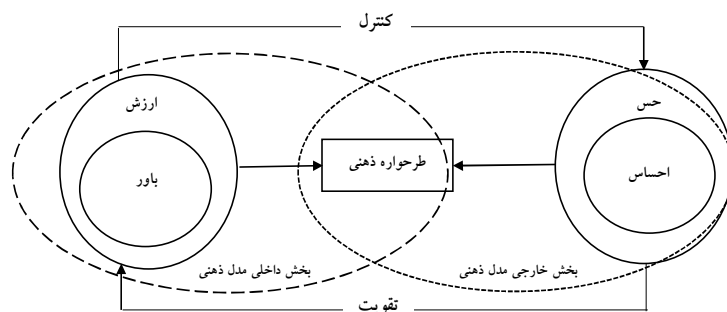 کنترل
حس
ارزش
طرحواره ذهنی
احساس
باور
بخش خارجی مدل ذهنی
بخش داخلی مدل ذهنی
تقویت